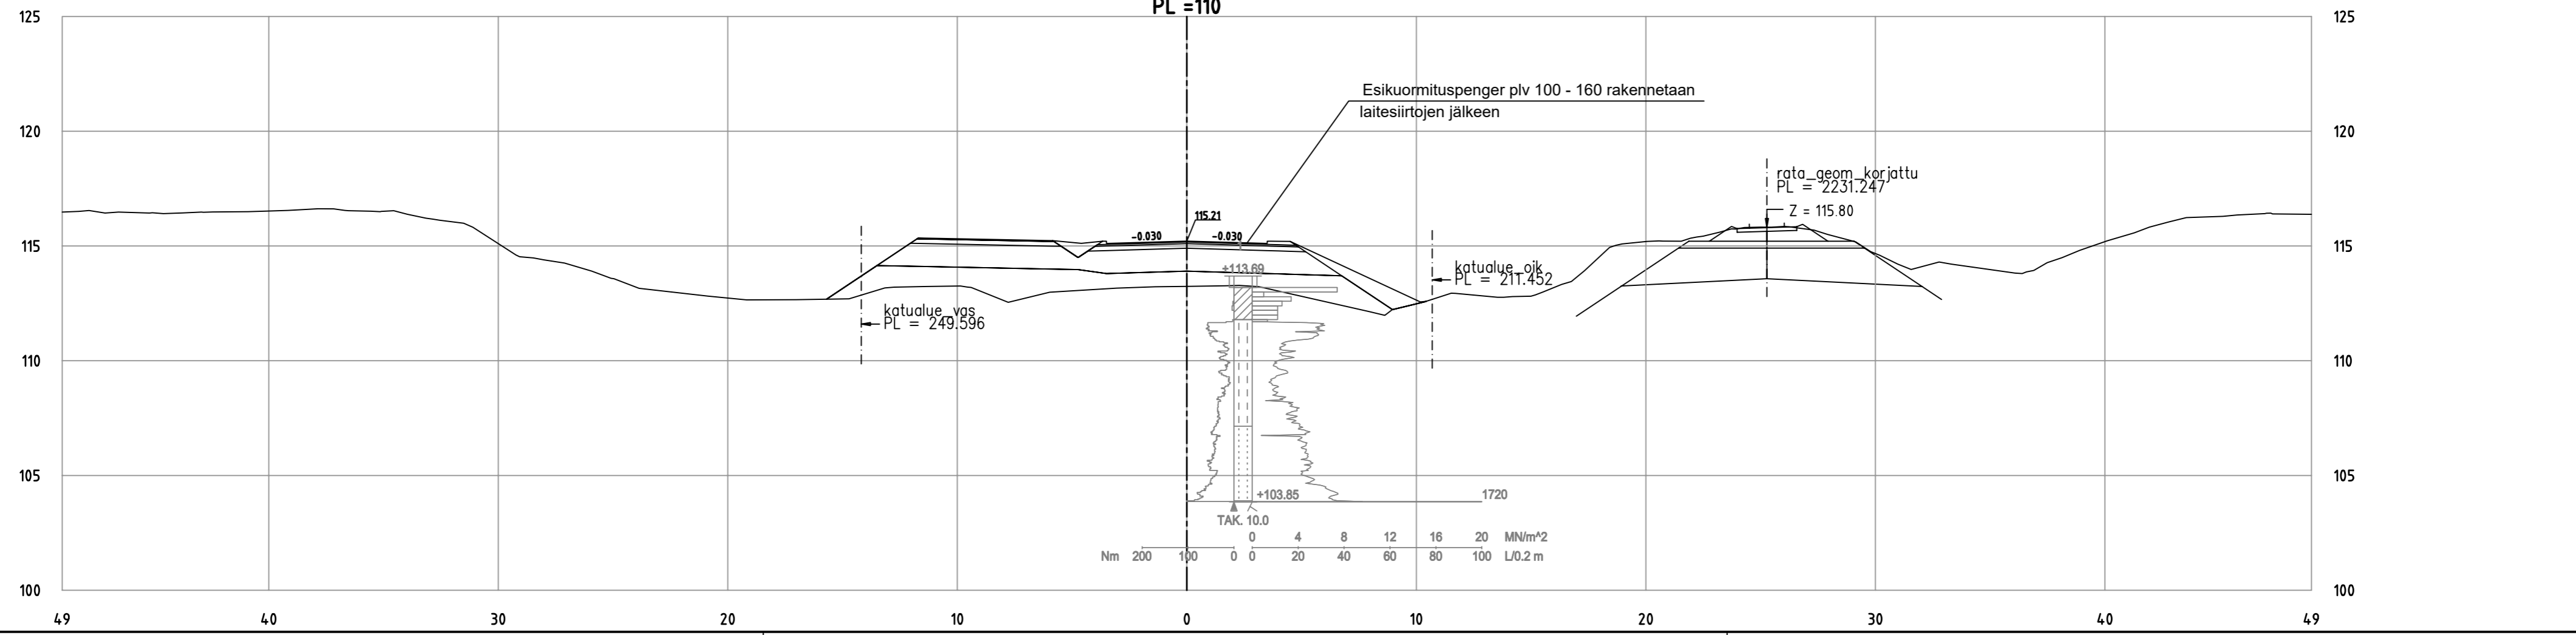 PL =110
125
125
Esikuormituspenger plv 100 - 160 rakennetaan
laitesiirtojen jälkeen
120
120
rata_geom_korjattu
PL = 2231.247
Z = 115.80
115.21
-0.030
-0.030
115
115
+113.69
katualue_oik
PL = 211.452
katualue_vas
PL = 249.596
110
110
105
105
+103.85
1720
TAK. 10.0
0 4 8 12 16 20 MN/m^2
Nm 200 100 0 0 20 40 60 80 100 L/0.2 m
100
100
49 40 30 20 10 0 10 20 30 40 49